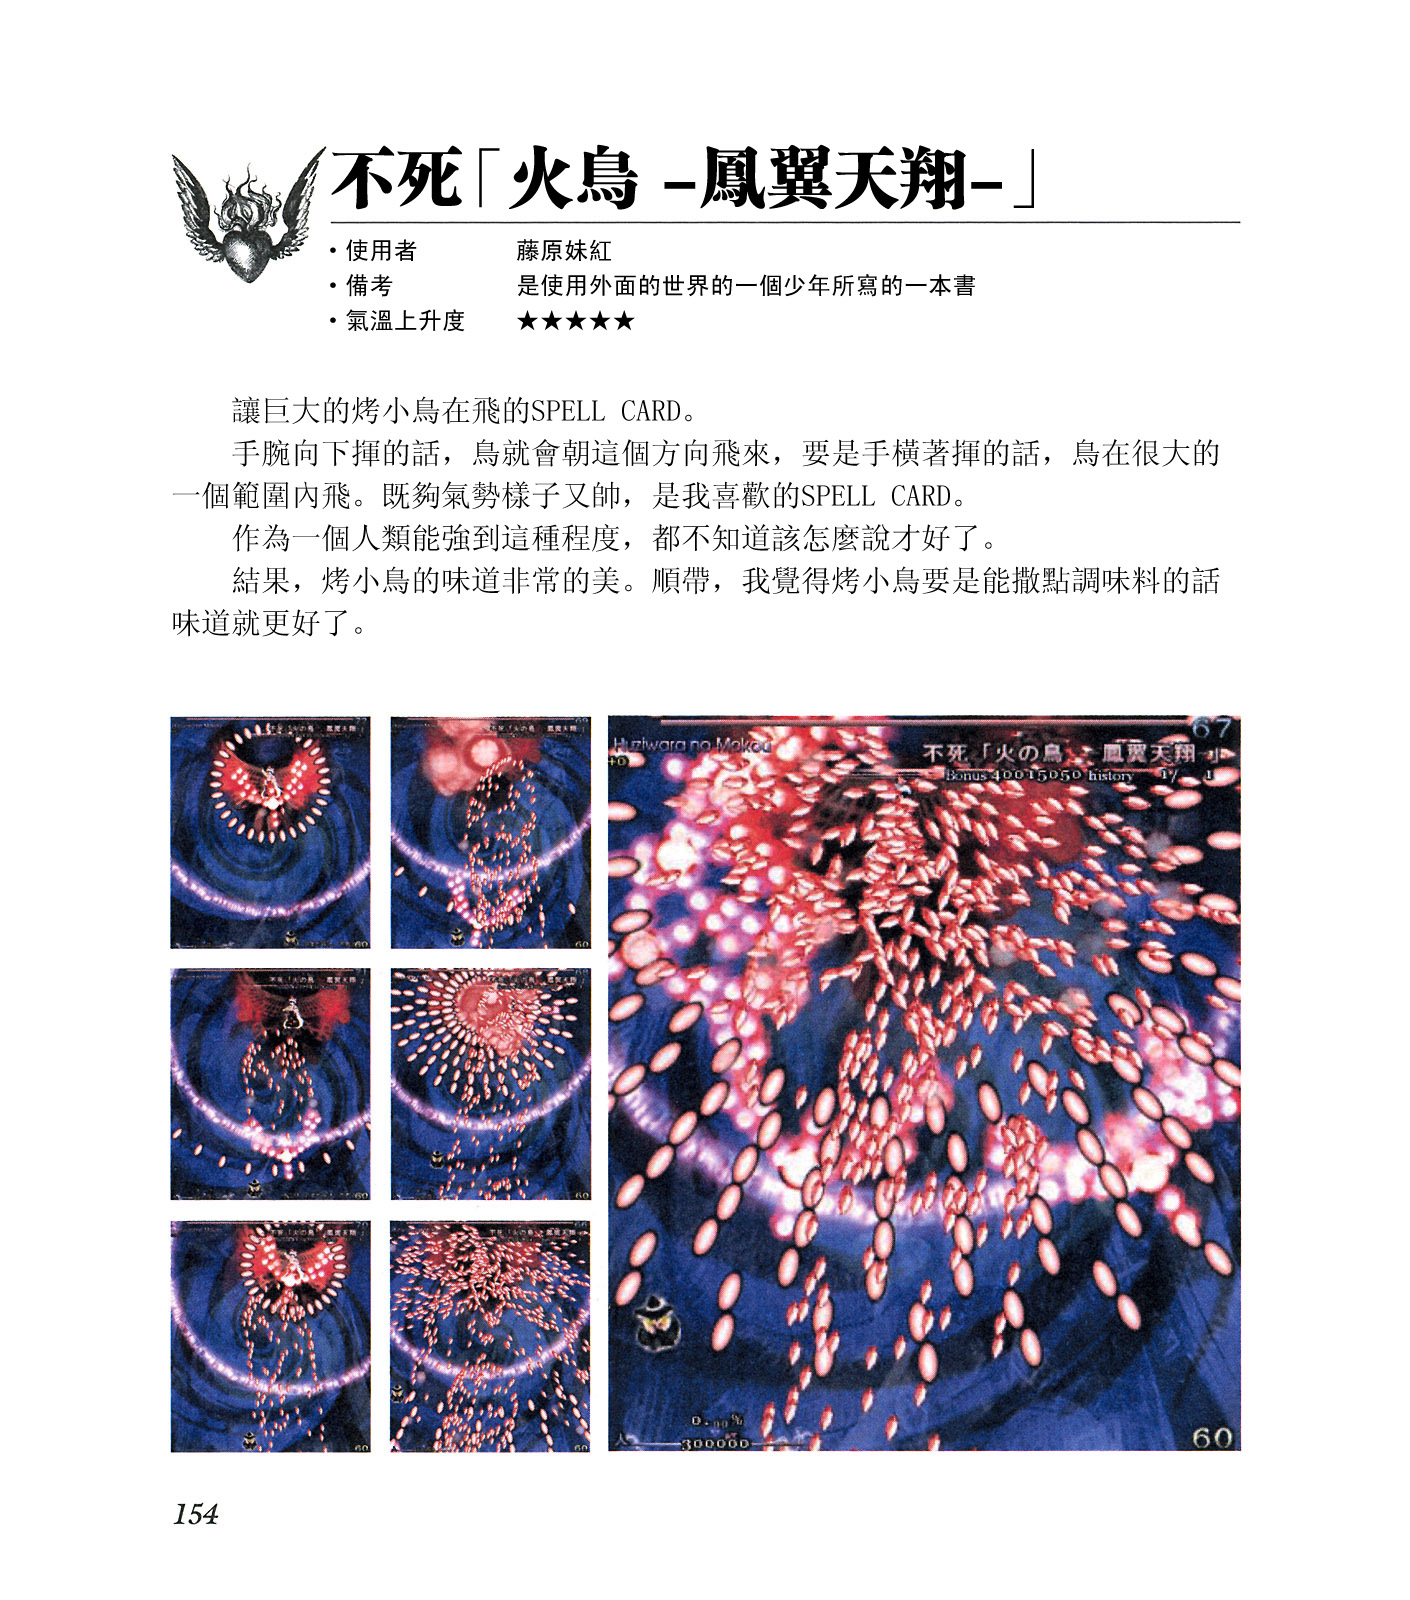 不死「火鳥 –鳳翼天翔–」
・使用者 藤原妹紅
・備考 是使用外面的世界的一個少年所寫的一本書
・氣溫上升度 ★★★★★
讓巨大的烤小鳥在飛的SPELL CARD。
手腕向下揮的話，鳥就會朝這個方向飛來，要是手橫著揮的話，鳥在很大的
一個範圍內飛。既夠氣勢樣子又帥，是我喜歡的SPELL CARD。
作為一個人類能強到這種程度，都不知道該怎麼說才好了。
結果，烤小鳥的味道非常的美。順帶，我覺得烤小鳥要是能撒點調味料的話
味道就更好了。
67
Huziwara no Mokou
不死「火の鳥 - 鳳翼天翔 -」
+0
Bonus 40015050 history 1/ 1
300000
60
154